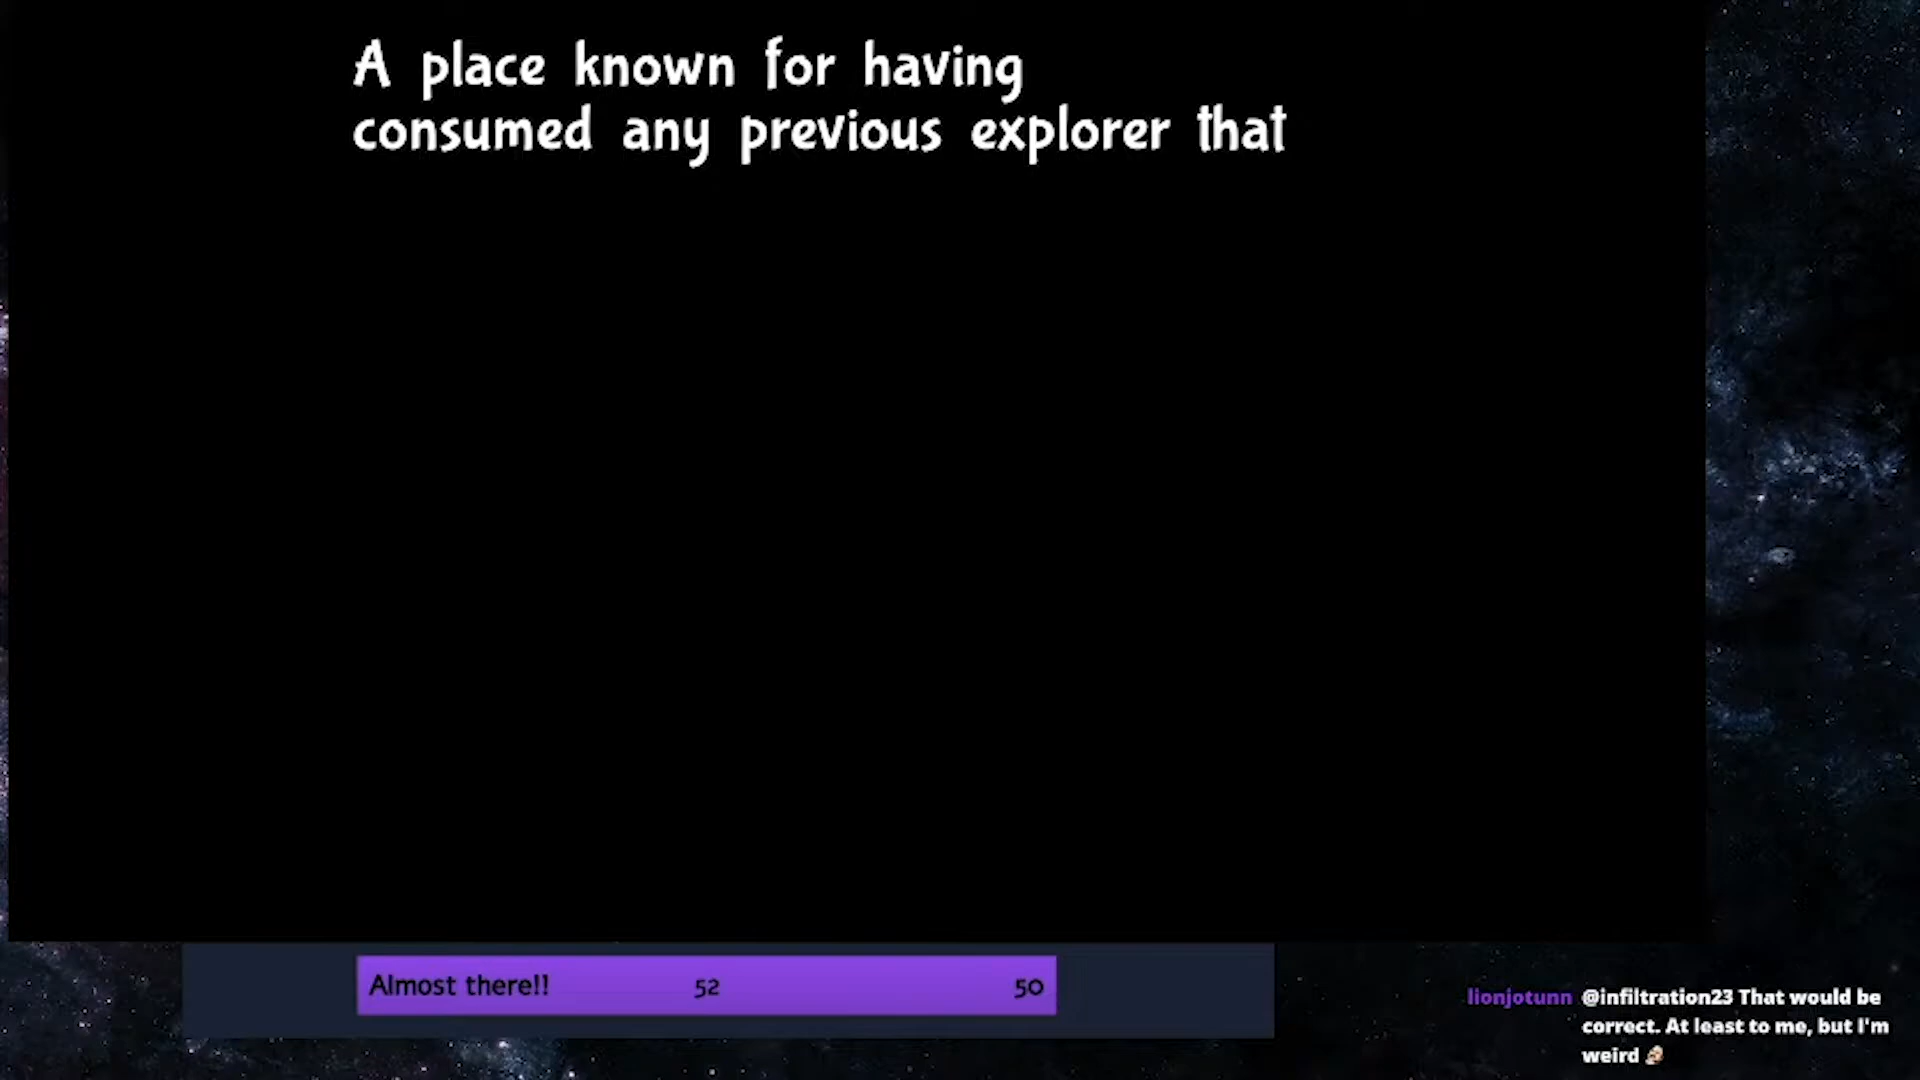 A place known for having
consumed any previous explorer that
Almost there!! 52 50
lionjotunn @infiltration23 That would be
correct. At least to me, but I'm
weird